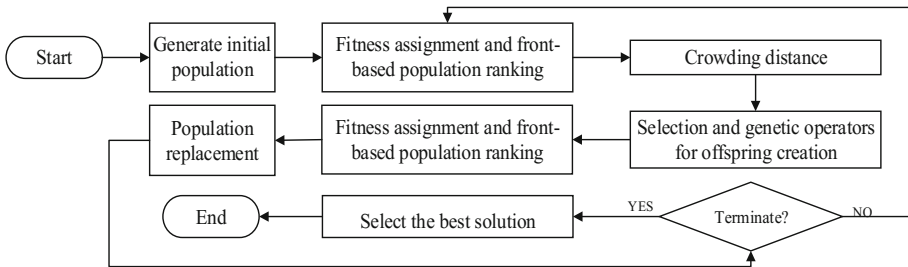 Start
Generate initial
population
Fitness assignment and front-
based population ranking
Crowding distance
Population
replacement
Fitness assignment and front-
based population ranking
Selection and genetic operators
for offspring creation
End
Select the best solution
YES
Terminate?
NO